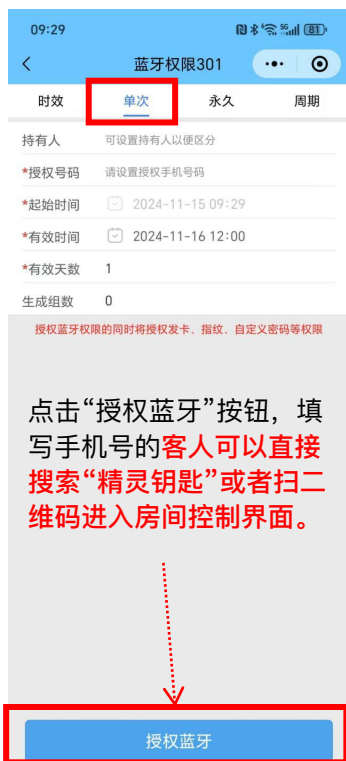 09:29
5G
81
蓝牙权限301
时效 单次 永久 周期
持有人 可设置持有人以便区分
*授权号码 请设置授权手机号码
*起始时间 2024-11-15 09:29
*有效时间 2024-11-16 12:00
*有效天数 1
生成组数 0
授权蓝牙权限的同时将授权发卡、指纹、自定义密码等权限
点击“授权蓝牙”按钮，填
写手机号的客人可以直接
搜索“精灵钥匙”或者扫二
维码进入房间控制界面。
授权蓝牙